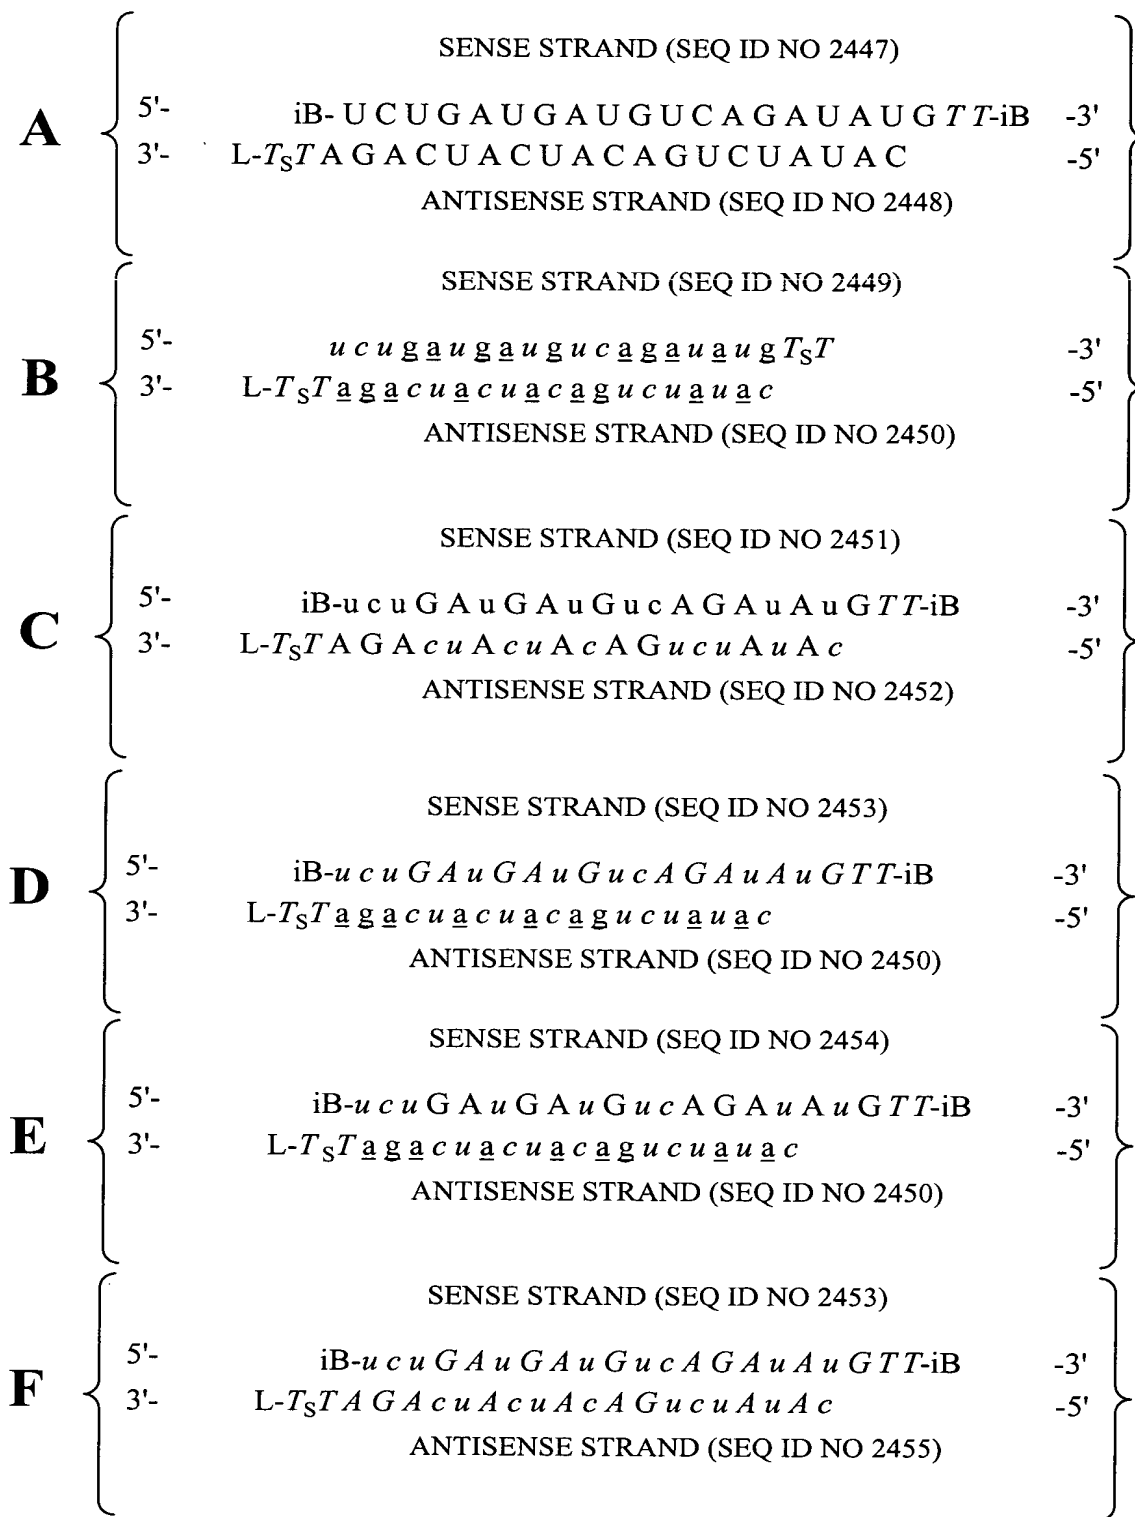 SENSE STRAND (SEQ ID NO 2447)
A
5'- iB- U C U G A U G A U G U C A G A U A U G T T-iB -3'
3'- L-TST A G A C U A C U A C A G U C U A U A C -5'
ANTISENSE STRAND (SEQ ID NO 2448)
SENSE STRAND (SEQ ID NO 2449)
B
5'- u c u g a u g a u g u c a g a u a u g TST -3'
3'- L-TST a g a c u a c u a c a g u c u a u a c -5'
ANTISENSE STRAND (SEQ ID NO 2450)
SENSE STRAND (SEQ ID NO 2451)
C
5'- iB-u c u G A u G A u G u c A G A u A u G T T-iB -3'
3'- L-TST A G A c u A c u A c A G u c u A u A c -5'
ANTISENSE STRAND (SEQ ID NO 2452)
SENSE STRAND (SEQ ID NO 2453)
D
5'- iB-u c u G A u G A u G u c A G A u A u G T T-iB -3'
3'- L-TST a g a c u a c u a c a g u c u a u a c -5'
ANTISENSE STRAND (SEQ ID NO 2450)
SENSE STRAND (SEQ ID NO 2454)
E
5'- iB-u c u G A u G A u G u c A G A u A u G T T-iB -3'
3'- L-TST a g a c u a c u a c a g u c u a u a c -5'
ANTISENSE STRAND (SEQ ID NO 2450)
SENSE STRAND (SEQ ID NO 2453)
F
5'- iB-u c u G A u G A u G u c A G A u A u G T T-iB -3'
3'- L-TST A G A c u A c u A c A G u c u A u A c -5'
ANTISENSE STRAND (SEQ ID NO 2455)